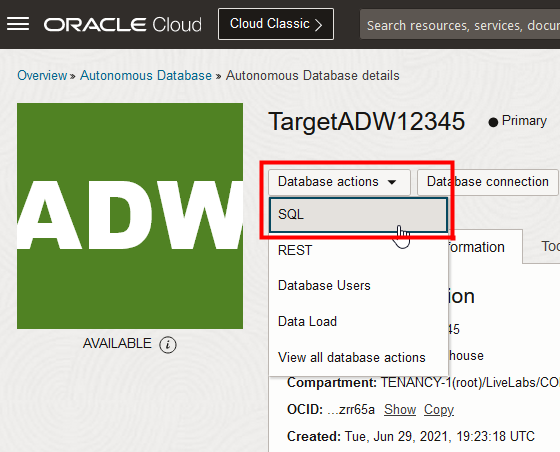 ORACLE Cloud
Cloud Classic >
Search resources, services, docu
Overview » Autonomous Database » Autonomous Database details
ADW
AVAILABLE i
TargetADW12345
Primary
Database actions
Database connection
SQL
REST
Database Users
Data Load
View all database actions
formation
Too
ion
45
house
Compartment: TENANCY-1(root)/LiveLabs/CO
OCID: ...zrr65a Show Copy
Created: Tue, Jun 29, 2021, 19:23:18 UTC